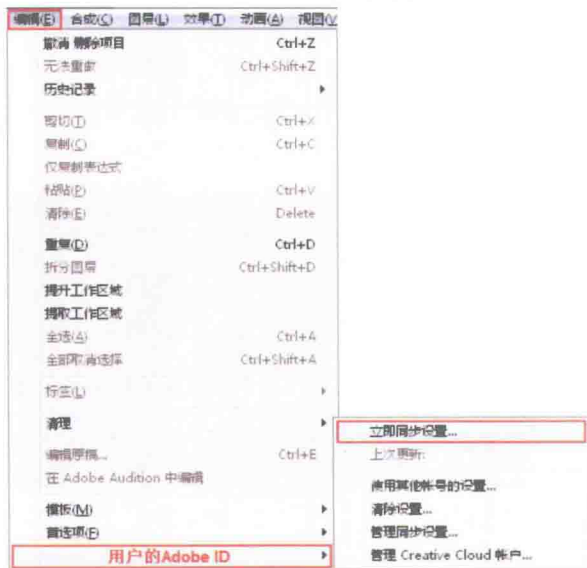 编辑(E) 合成(C) 图层(L) 效果(T) 动画(A) 视图(V
撤消 删除项目 Ctrl+Z
无法重做 Ctrl+Shift+Z
历史记录
剪切(T) Ctrl+X
复制(C) Ctrl+C
仅复制表达式
粘贴(P) Ctrl+V
清除(E) Delete
重复(D) Ctrl+D
拆分图层 Ctrl+Shift+D
提升工作区域
提取工作区域
全选(A) Ctrl+A
全部取消选择 Ctrl+Shift+A
标签(L)
清理
编辑原稿... Ctrl+E
在 Adobe Audition 中编辑
模板(M)
首选项(F)
用户的Adobe ID
立即同步设置...
上次更新:
使用其他帐号的设置...
清除设置...
管理同步设置...
管理 Creative Cloud 帐户...